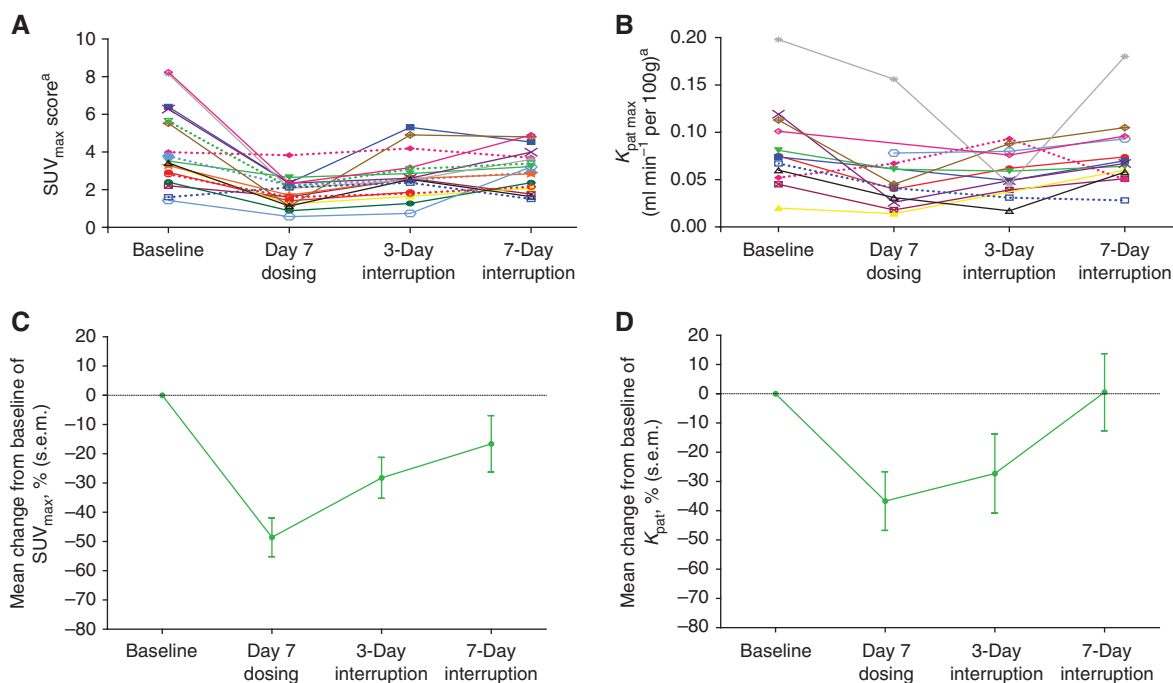 A
SUVmax scoreᵃ
10
8
6
4
2
0
Baseline
Day 7
dosing
3-Day
interruption
7-Day
interruption
B
Kpat max
(ml min⁻¹ per 100g)ᵃ
0.20
0.15
0.10
0.05
0.00
Baseline
Day 7
dosing
3-Day
interruption
7-Day
interruption
C
Mean change from baseline of
SUVmax, % (s.e.m.)
20
10
0
−10
−20
−30
−40
−50
−60
−70
−80
Baseline
Day 7
dosing
3-Day
interruption
7-Day
interruption
D
Mean change from baseline of
Kpat, % (s.e.m.)
20
10
0
−10
−20
−30
−40
−50
−60
−70
−80
Baseline
Day 7
dosing
3-Day
interruption
7-Day
interruption